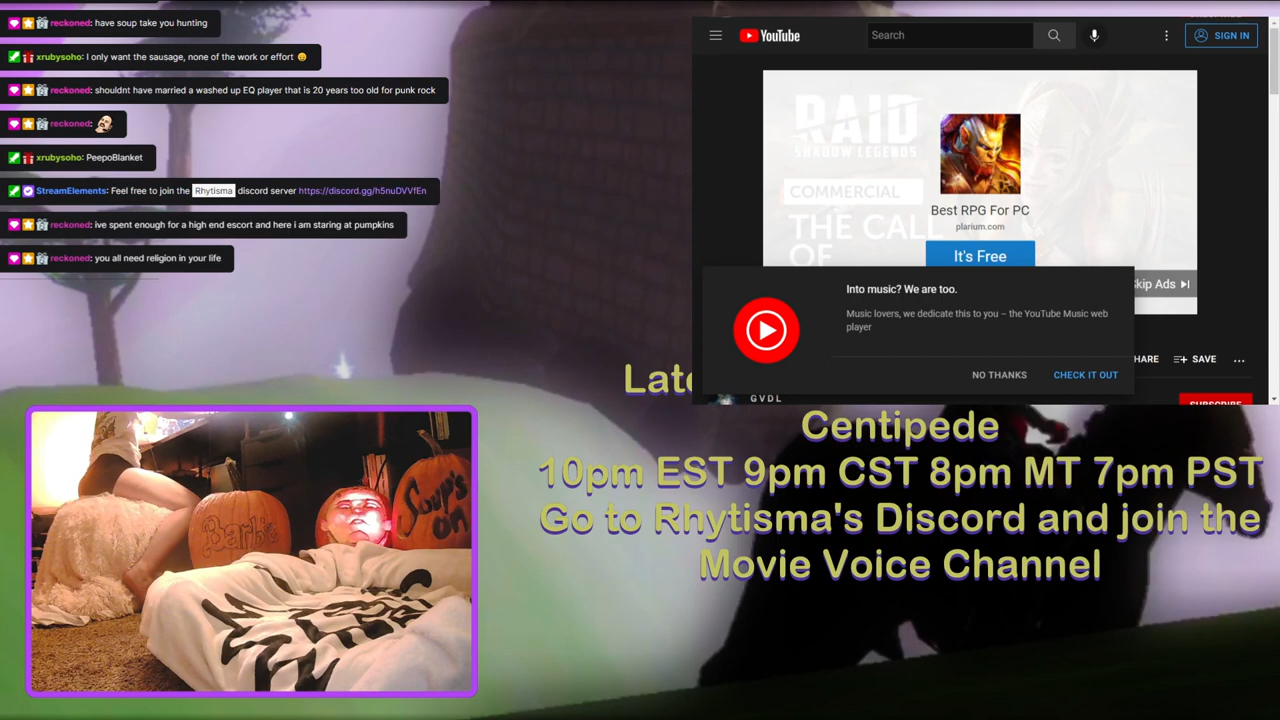 reckoned: have soup take you hunting
xrubysoho: I only want the sausage, none of the work or effort
reckoned: shouldnt have married a washed up EQ player that is 20 years too old for punk rock
reckoned:
xrubysoho: PeepoBlanket
StreamElements: Feel free to join the Rhytisma discord server https://discord.gg/h5nuDVVfEn
reckoned: ive spent enough for a high end escort and here i am staring at pumpkins
reckoned: you all need religion in your life
YouTube
Search
SIGN IN
RAID
SHADOW LEGENDS
COMMERCIAL
THE CALL
OF
Best RPG For PC
plarium.com
It's Free
Skip Ads
Into music? We are too.
Music lovers, we dedicate this to you – the YouTube Music web
player
NO THANKS
CHECK IT OUT
HARE
SAVE
GVDL
SUBSCRIBE
Late
Centipede
10pm EST 9pm CST 8pm MT 7pm PST
Go to Rhytisma's Discord and join the
Movie Voice Channel
Barbie
Soup's
on